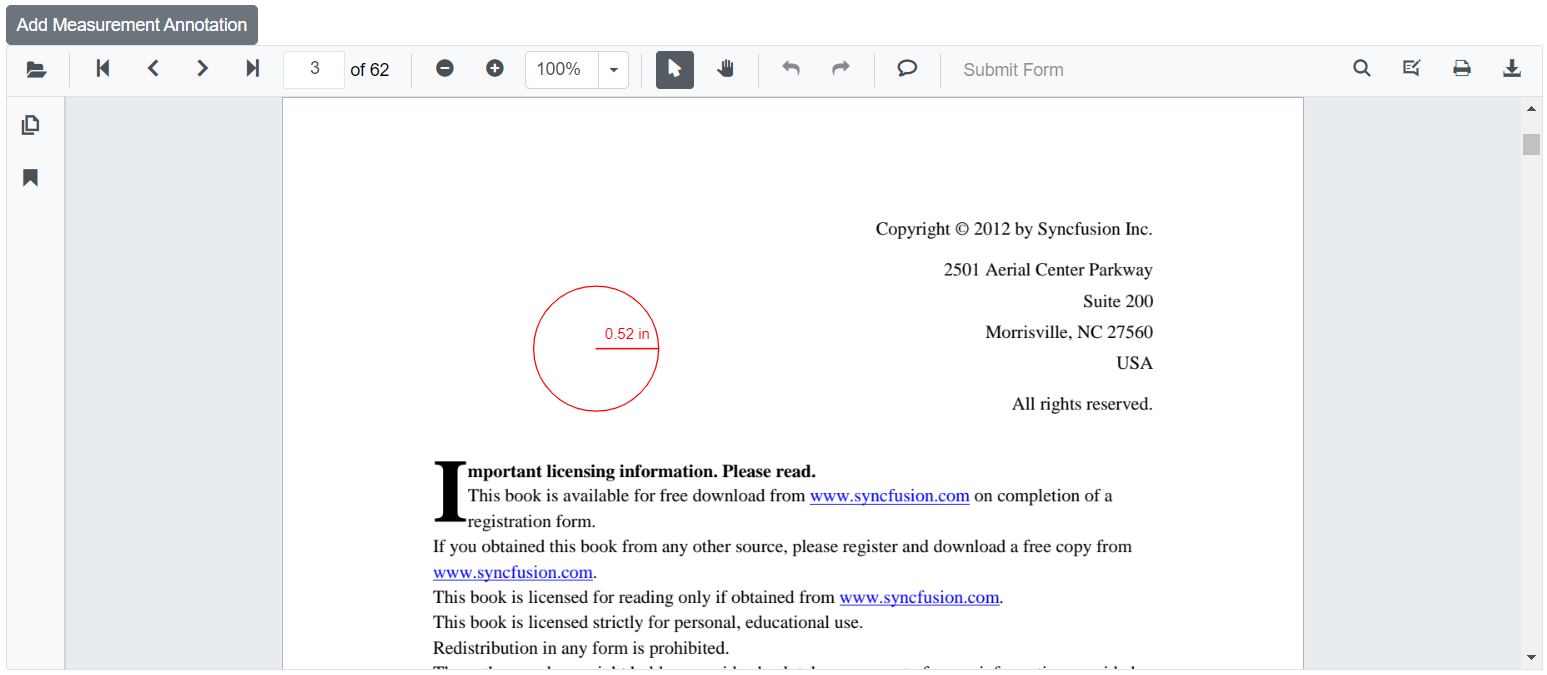 Add Measurement Annotation
3 of 62 100% Submit Form
Copyright © 2012 by Syncfusion Inc.
2501 Aerial Center Parkway
Suite 200
Morrisville, NC 27560
USA
All rights reserved.
0.52 in
Important licensing information. Please read.
This book is available for free download from www.syncfusion.com on completion of a
registration form.
If you obtained this book from any other source, please register and download a free copy from
www.syncfusion.com.
This book is licensed for reading only if obtained from www.syncfusion.com.
This book is licensed strictly for personal, educational use.
Redistribution in any form is prohibited.